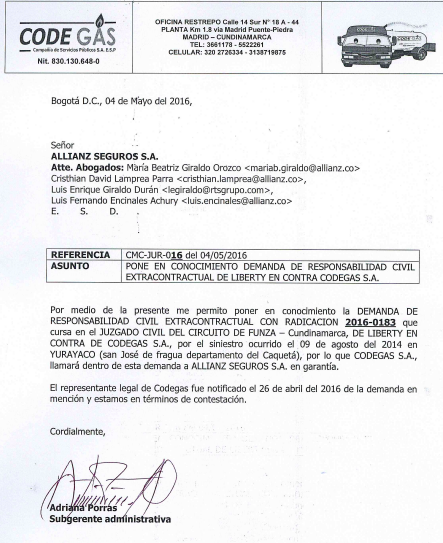 CODE GAS
Compañía de Servicios Públicos S.A. E.S.P
Nit. 830.130.648-0
OFICINA RESTREPO Calle 14 Sur N° 18 A - 44
PLANTA Km 1.8 via Madrid Puente-Piedra
MADRID – CUNDINAMARCA
TEL: 3661178 - 5522261
CELULAR: 320 2726334 - 3138719875
Bogotá D.C., 04 de Mayo del 2016,
Señor
ALLIANZ SEGUROS S.A.
Atte. Abogados: María Beatriz Giraldo Orozco <mariab.giraldo@allianz.co>
Cristhian David Lamprea Parra <cristhian.lamprea@allianz.co>,
Luis Enrique Giraldo Durán <legiraldo@rtsgrupo.com>,
Luis Fernando Encinales Achury <luis.encinales@allianz.co>
E. S. D.
REFERENCIA CMC-JUR-016 del 04/05/2016
ASUNTO PONE EN CONOCIMIENTO DEMANDA DE RESPONSABILIDAD CIVIL
EXTRACONTRACTUAL DE LIBERTY EN CONTRA CODEGAS S.A.
Por medio de la presente me permito poner en conocimiento la DEMANDA DE
RESPONSABILIDAD CIVIL EXTRACONTRACTUAL CON RADICACION 2016-0183 que
cursa en el JUZGADO CIVIL DEL CIRCUITO DE FUNZA – Cundinamarca, DE LIBERTY EN
CONTRA DE CODEGAS S.A., por el siniestro ocurrido el 09 de agosto del 2014 en
YURAYACO (san José de fragua departamento del Caquetá), por lo que CODEGAS S.A.,
llamará dentro de esta demanda a ALLIANZ SEGUROS S.A. en garantía.
El representante legal de Codegas fue notificado el 26 de abril del 2016 de la demanda en
mención y estamos en términos de contestación.
Cordialmente,
Adriana Porras
Subgerente administrativa